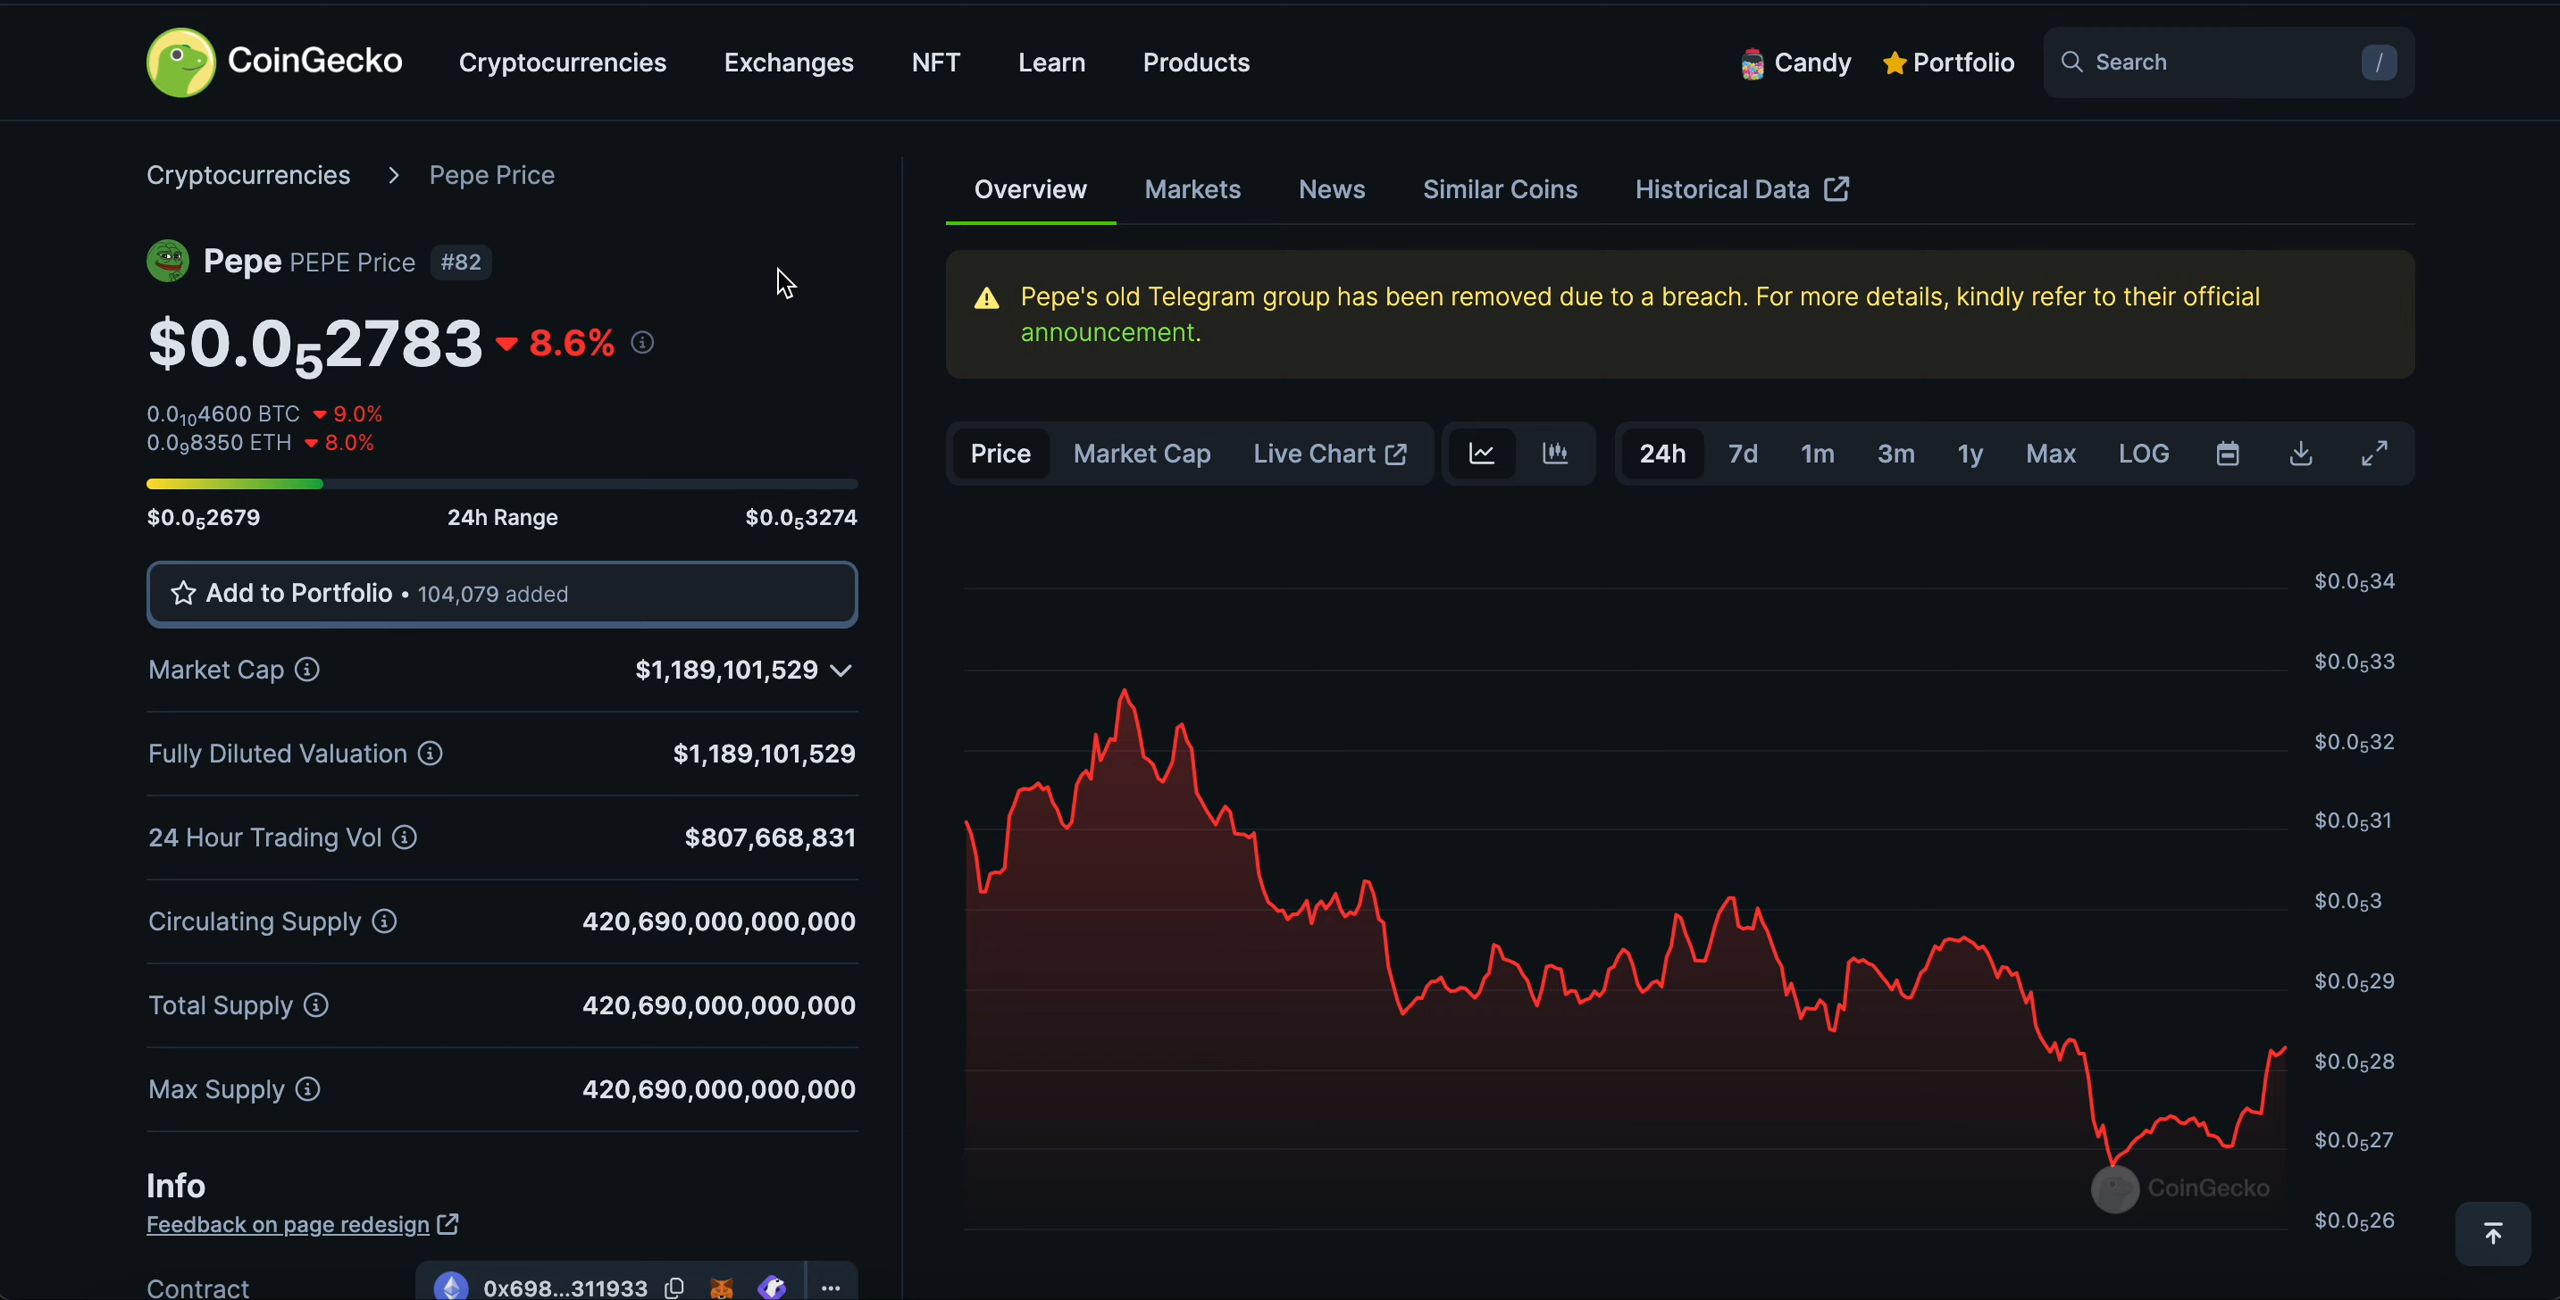 CoinGecko
Cryptocurrencies
Exchanges
NFT
Learn
Products
Candy
Portfolio
Search
/
Cryptocurrencies > Pepe Price
Pepe PEPE Price #82
$0.0₅2783 8.6%
0.0₁₀4600 BTC 9.0%
0.0₉8350 ETH 8.0%
$0.0₅2679 24h Range $0.0₅3274
Add to Portfolio • 104,079 added
Market Cap $1,189,101,529
Fully Diluted Valuation $1,189,101,529
24 Hour Trading Vol $807,668,831
Circulating Supply 420,690,000,000,000
Total Supply 420,690,000,000,000
Max Supply 420,690,000,000,000
Info
Feedback on page redesign
Contract 0x698...311933 ...
Overview
Markets
News
Similar Coins
Historical Data
Pepe's old Telegram group has been removed due to a breach. For more details, kindly refer to their official
announcement.
Price
Market Cap
Live Chart
24h
7d
1m
3m
1y
Max
LOG
$0.0₅34
$0.0₅33
$0.0₅32
$0.0₅31
$0.0₅3
$0.0₅29
$0.0₅28
$0.0₅27
$0.0₅26
CoinGecko